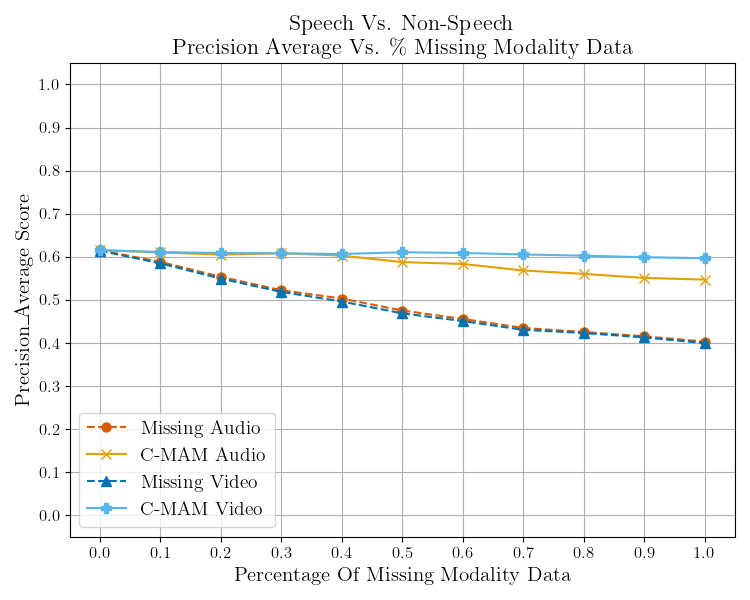 Speech Vs. Non-Speech
Precision Average Vs. % Missing Modality Data
Precision_Average Score
1.0
0.9
0.8
0.7
0.6
0.5
0.4
0.3
0.2
0.1
0.0
Missing Audio
C-MAM Audio
Missing Video
C-MAM Video
0.0 0.1 0.2 0.3 0.4 0.5 0.6 0.7 0.8 0.9 1.0
Percentage Of Missing Modality Data